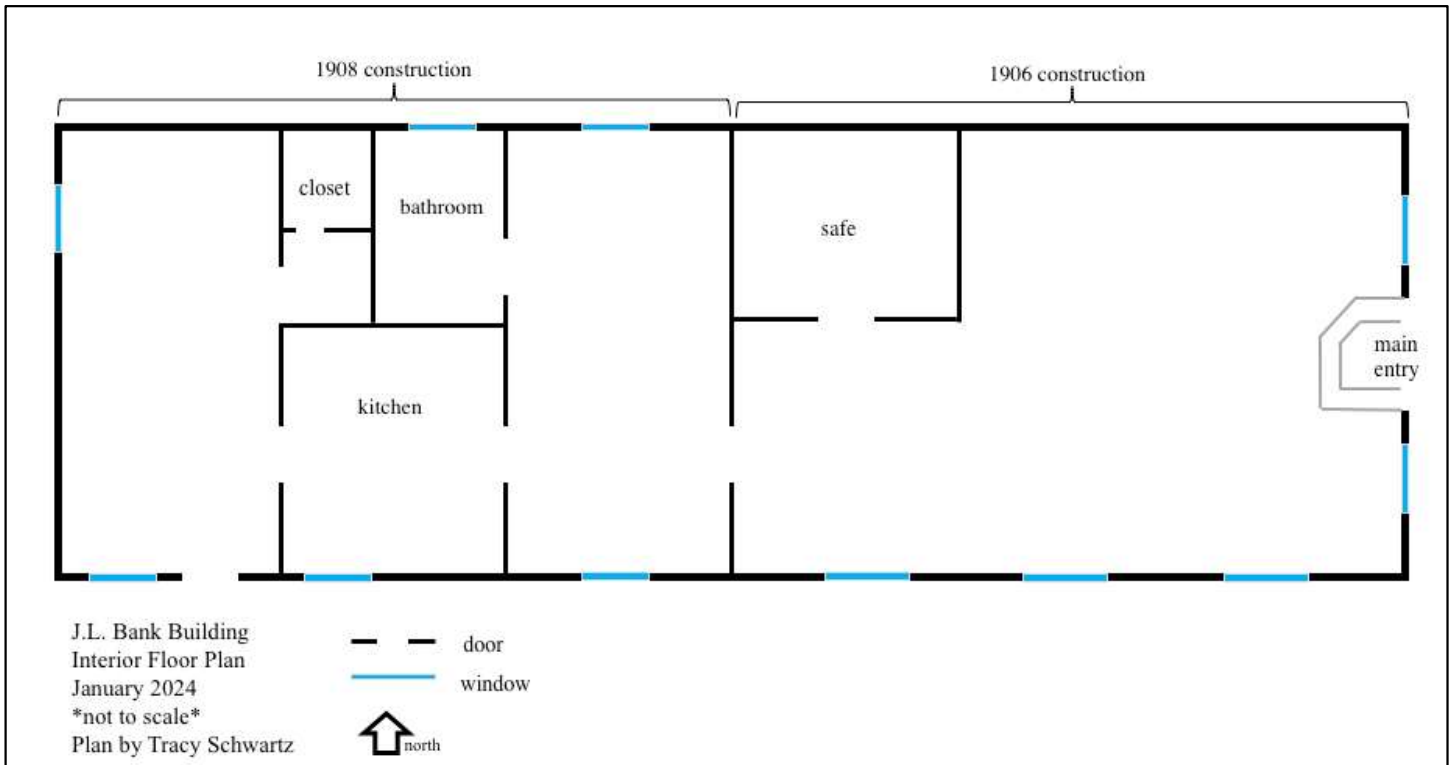 1908 construction
1906 construction
closet
bathroom
safe
main
entry
kitchen
J.L. Bank Building
Interior Floor Plan
January 2024
*not to scale*
Plan by Tracy Schwartz
door
window
north